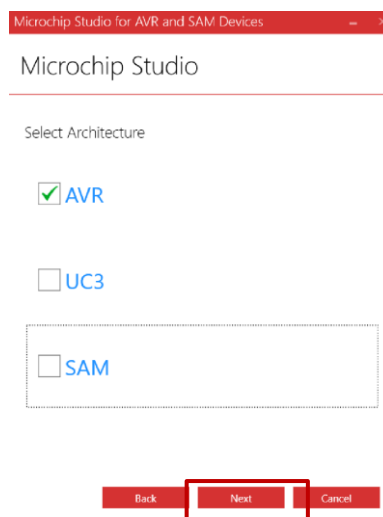 Microchip Studio for AVR and SAM Devices
Microchip Studio
Select Architecture
AVR
UC3
SAM
Back Next Cancel